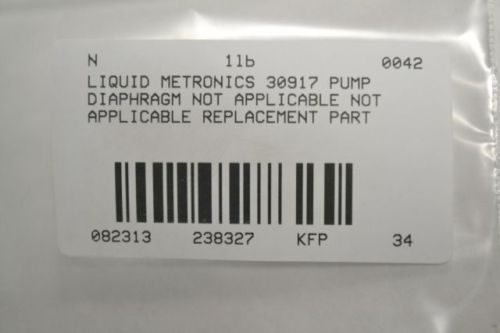 N 1lb 0042
LIQUID METRONICS 30917 PUMP
DIAPHRAGM NOT APPLICABLE NOT
APPLICABLE REPLACEMENT PART
082313 238327 KFP 34